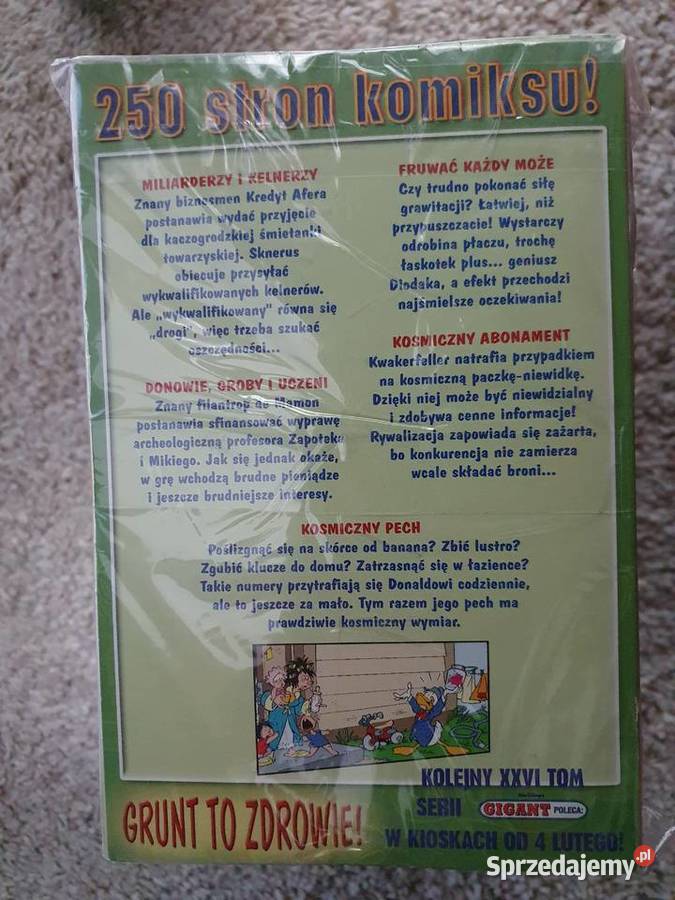 250 stron komiksu!
MILIARDERZY I KELNERZY
Znany biznesmen Kredyt Afera
postanawia wydać przyjęcie
dla kaczogrodzkiej śmietanki
towarzyskiej. Sknerus
obiecuje przysyłać
wykwalifikowanych kelnerów.
Ale „wykwalifikowany" równa się
„drogi", więc trzeba szukać
oszczędności...
DONOWIE, GROBY I UCZENI
Znany filantrop de Mamon
postanawia sfinansować wyprawę
archeologiczną profesora Zapoteka
i Mikiego. Jak się jednak okaże,
w grę wchodzą brudne pieniądze
i jeszcze brudniejsze interesy.
FRUWAĆ KAŻDY MOŻE
Czy trudno pokonać siłę
grawitacji? Łatwiej, niż
przypuszczacie! Wystarczy
odrobina płaczu, trochę
łaskotek plus... geniusz
Diodaka, a efekt przechodzi
najśmielsze oczekiwania!
KOSMICZNY ABONAMENT
Kwakerfeller natrafia przypadkiem
na kosmiczną paczkę-niewidkę.
Dzięki niej może być niewidzialny
i zdobywa cenne informacje!
Rywalizacja zapowiada się zażarta,
bo konkurencja nie zamierza
wcale składać broni...
KOSMICZNY PECH
Poślizgnąć się na skórce od banana? Zbić lustro?
Zgubić klucze do domu? Zatrzasnąć się w łazience?
Takie numery przytrafiają się Donaldowi codziennie,
ale to jeszcze za mało. Tym razem jego pech ma
prawdziwie kosmiczny wymiar.
KOLEJNY XXVI TOM
SERII GIGANT POLECA:
GRUNT TO ZDROWIE!
W KIOSKACH OD 4 LUTEGO!
Sprzedajemy.pl